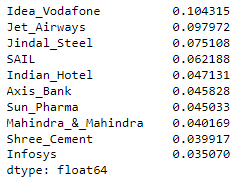 Idea_Vodafone 0.104315
Jet_Airways 0.097972
Jindal_Steel 0.075108
SAIL 0.062188
Indian_Hotel 0.047131
Axis_Bank 0.045828
Sun_Pharma 0.045033
Mahindra_&_Mahindra 0.040169
Shree_Cement 0.039917
Infosys 0.035070
dtype: float64